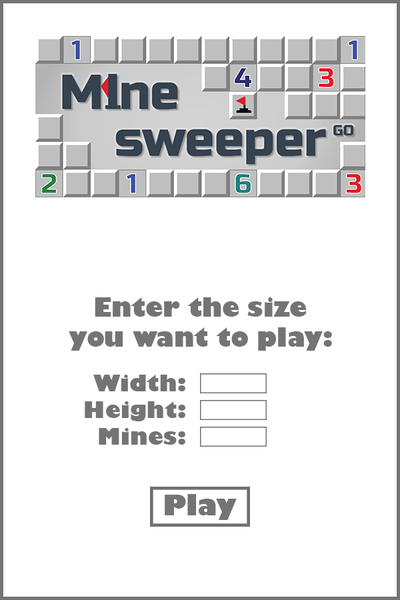 1 1
4 3
M1ne
sweeper GO
2 1 6 3
Enter the size
you want to play:
Width:
Height:
Mines:
Play